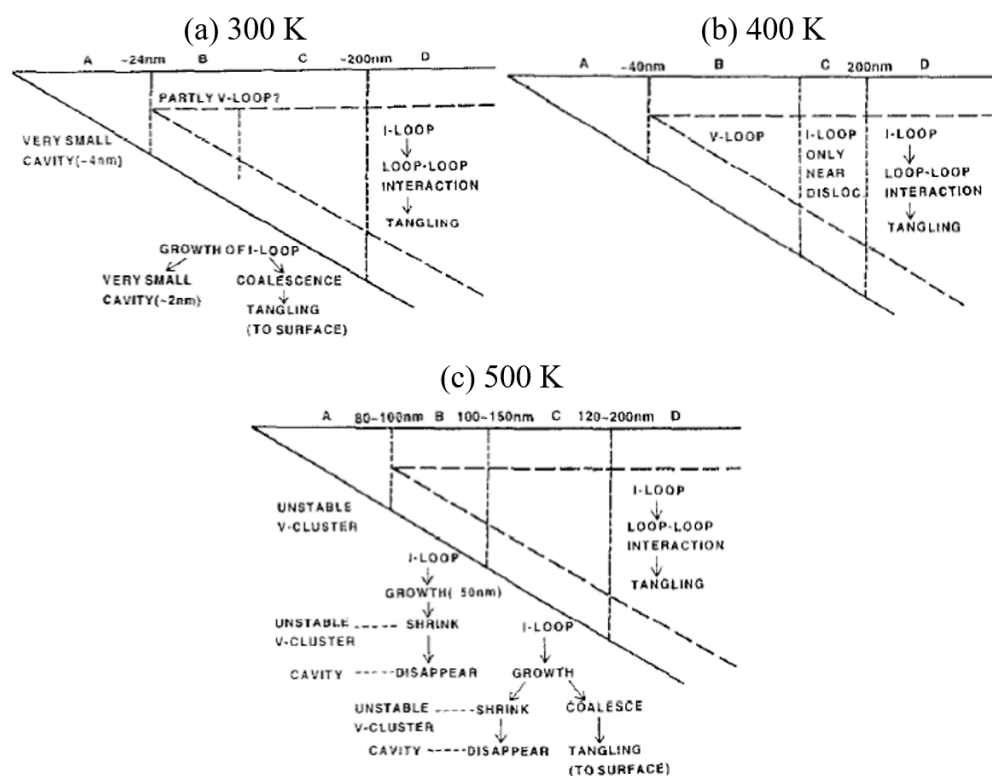 (a) 300 K
A ~24nm B C ~200nm D
PARTLY V-LOOP?
VERY SMALL
CAVITY(~4nm)
I-LOOP
LOOP-LOOP
INTERACTION
TANGLING
GROWTH OF I-LOOP
VERY SMALL
CAVITY(~2nm)
COALESCENCE
TANGLING
(TO SURFACE)
(b) 400 K
A ~40nm B C 200nm D
V-LOOP
I-LOOP
ONLY
NEAR
DISLOC.
I-LOOP
LOOP-LOOP
INTERACTION
TANGLING
(c) 500 K
A 80~100nm B 100~150nm C 120~200nm D
UNSTABLE
V-CLUSTER
I-LOOP
LOOP-LOOP
INTERACTION
TANGLING
I-LOOP
GROWTH( 50nm)
UNSTABLE
V-CLUSTER
SHRINK
CAVITY
DISAPPEAR
I-LOOP
GROWTH
UNSTABLE
V-CLUSTER
SHRINK
COALESCE
CAVITY
DISAPPEAR
TANGLING
(TO SURFACE)